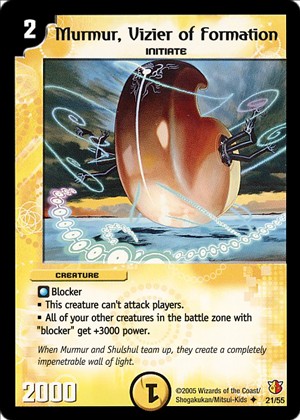 2
Murmur, Vizier of Formation
INITIATE
CREATURE
Blocker
▪ This creature can't attack players.
▪ All of your other creatures in the battle zone with
"blocker" get +3000 power.
When Murmur and Shulshul team up, they create a completely
impenetrable wall of light.
2000
1
©2005 Wizards of the Coast/
Shogakukan/Mitsui-Kids ✦ 21/55